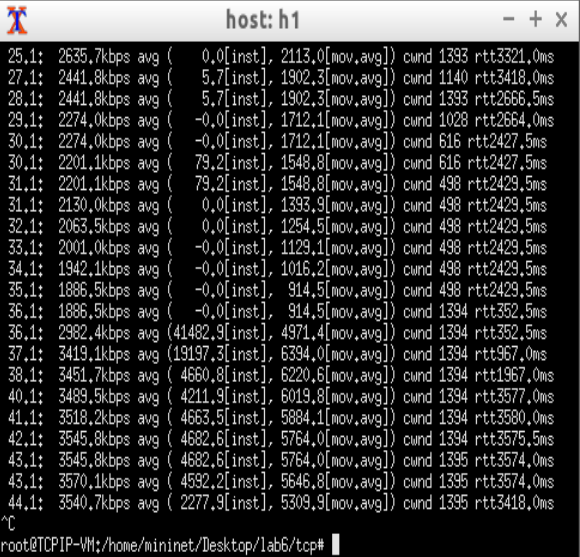 host: h1
25.1: 2635.7kbps avg ( 0.0[inst], 2113.0[mov.avg]) cwnd 1393 rtt3321.0ms
27.1: 2441.8kbps avg ( 5.7[inst], 1902.3[mov.avg]) cwnd 1140 rtt3418.0ms
28.1: 2441.8kbps avg ( 5.7[inst], 1902.3[mov.avg]) cwnd 1393 rtt2666.5ms
29.1: 2274.0kbps avg ( -0.0[inst], 1712.1[mov.avg]) cwnd 1028 rtt2664.0ms
30.1: 2274.0kbps avg ( -0.0[inst], 1712.1[mov.avg]) cwnd 616 rtt2427.5ms
30.1: 2201.1kbps avg ( 79.2[inst], 1548.8[mov.avg]) cwnd 616 rtt2427.5ms
31.1: 2201.1kbps avg ( 79.2[inst], 1548.8[mov.avg]) cwnd 498 rtt2429.5ms
31.1: 2130.0kbps avg ( 0.0[inst], 1393.9[mov.avg]) cwnd 498 rtt2429.5ms
32.1: 2063.5kbps avg ( 0.0[inst], 1254.5[mov.avg]) cwnd 498 rtt2429.5ms
33.1: 2001.0kbps avg ( -0.0[inst], 1129.1[mov.avg]) cwnd 498 rtt2429.5ms
34.1: 1942.1kbps avg ( -0.0[inst], 1016.2[mov.avg]) cwnd 498 rtt2429.5ms
35.1: 1886.5kbps avg ( -0.0[inst], 914.5[mov.avg]) cwnd 498 rtt2429.5ms
36.1: 1886.5kbps avg ( -0.0[inst], 914.5[mov.avg]) cwnd 1394 rtt352.5ms
36.1: 2982.4kbps avg (41482.9[inst], 4971.4[mov.avg]) cwnd 1394 rtt352.5ms
37.1: 3419.1kbps avg (19197.3[inst], 6394.0[mov.avg]) cwnd 1394 rtt967.0ms
38.1: 3451.7kbps avg ( 4660.8[inst], 6220.6[mov.avg]) cwnd 1394 rtt1967.0ms
40.1: 3489.5kbps avg ( 4211.9[inst], 6019.8[mov.avg]) cwnd 1394 rtt3577.0ms
41.1: 3518.2kbps avg ( 4663.5[inst], 5884.1[mov.avg]) cwnd 1394 rtt3580.0ms
42.1: 3545.8kbps avg ( 4682.6[inst], 5764.0[mov.avg]) cwnd 1394 rtt3575.5ms
43.1: 3545.8kbps avg ( 4682.6[inst], 5764.0[mov.avg]) cwnd 1395 rtt3574.0ms
43.1: 3570.1kbps avg ( 4592.2[inst], 5646.8[mov.avg]) cwnd 1395 rtt3574.0ms
44.1: 3540.7kbps avg ( 2277.9[inst], 5309.9[mov.avg]) cwnd 1395 rtt3418.0ms
^C
root@TCPIP-VM:/home/mininet/Desktop/lab6/tcp#